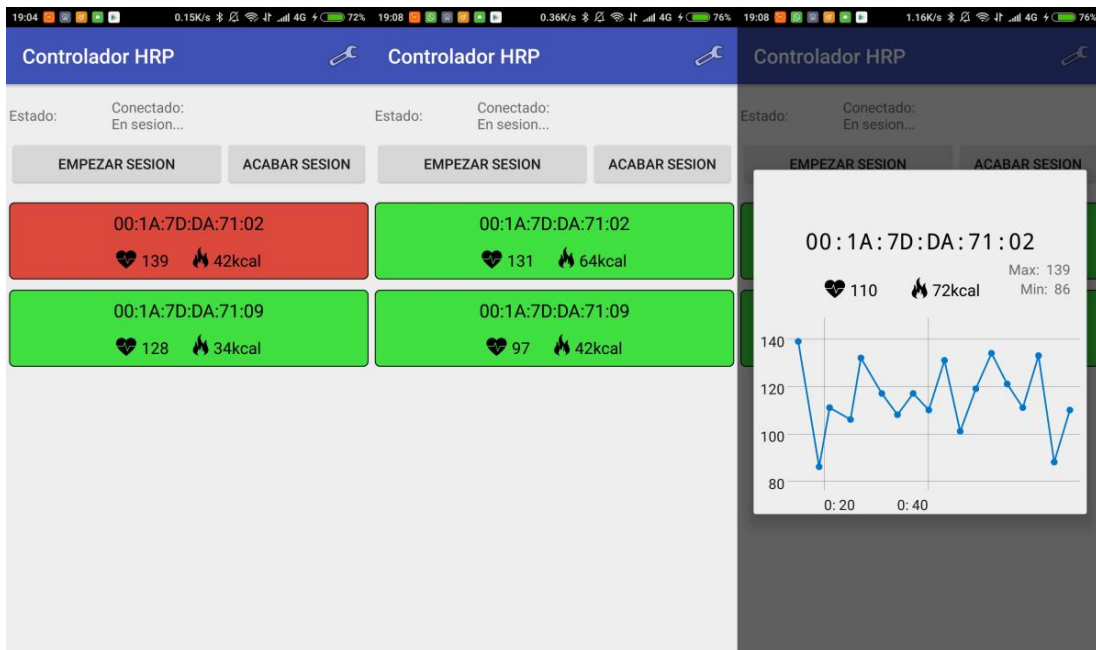 19:04 0.15K/s 4G 72%
Controlador HRP
Estado:
Conectado:
En sesion...
EMPEZAR SESION ACABAR SESION
00:1A:7D:DA:71:02
139 42kcal
00:1A:7D:DA:71:09
128 34kcal
19:08 0.36K/s 4G 76%
Controlador HRP
Estado:
Conectado:
En sesion...
EMPEZAR SESION ACABAR SESION
00:1A:7D:DA:71:02
131 64kcal
00:1A:7D:DA:71:09
97 42kcal
19:08 1.16K/s 4G 76%
Controlador HRP
Estado:
Conectado:
En sesion...
EMPEZAR SESION ACABAR SESION
00:1A:7D:DA:71:02
Max: 139
110 72kcal Min: 86
140
120
100
80
0: 20 0: 40